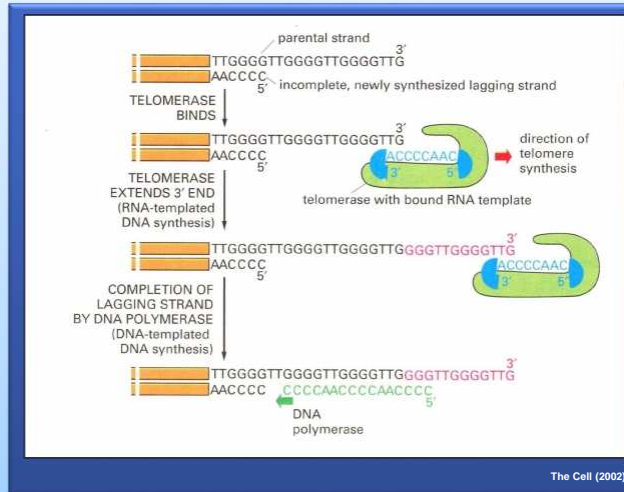 parental strand
3′
TTGGGGTTGGGGTTGGGGTTG
AACCCC
5′
incomplete, newly synthesized lagging strand
TELOMERASE
BINDS
3′
TTGGGGTTGGGGTTGGGGTTG
AACCCC
5′
ACCCCAAC
3′
5′
direction of
telomere
synthesis
TELOMERASE
EXTENDS 3′ END
(RNA-templated
DNA synthesis)
telomerase with bound RNA template
3′
TTGGGGTTGGGGTTGGGGTTGGGGTTGGGGTTG
AACCCC
5′
ACCCCAAC
3′
5′
COMPLETION OF
LAGGING STRAND
BY DNA POLYMERASE
(DNA-templated
DNA synthesis)
3′
TTGGGGTTGGGGTTGGGGTTGGGGTTGGGGTTG
AACCCC CCCCAACCCCAACCCC
5′
DNA
polymerase
The Cell (2002)